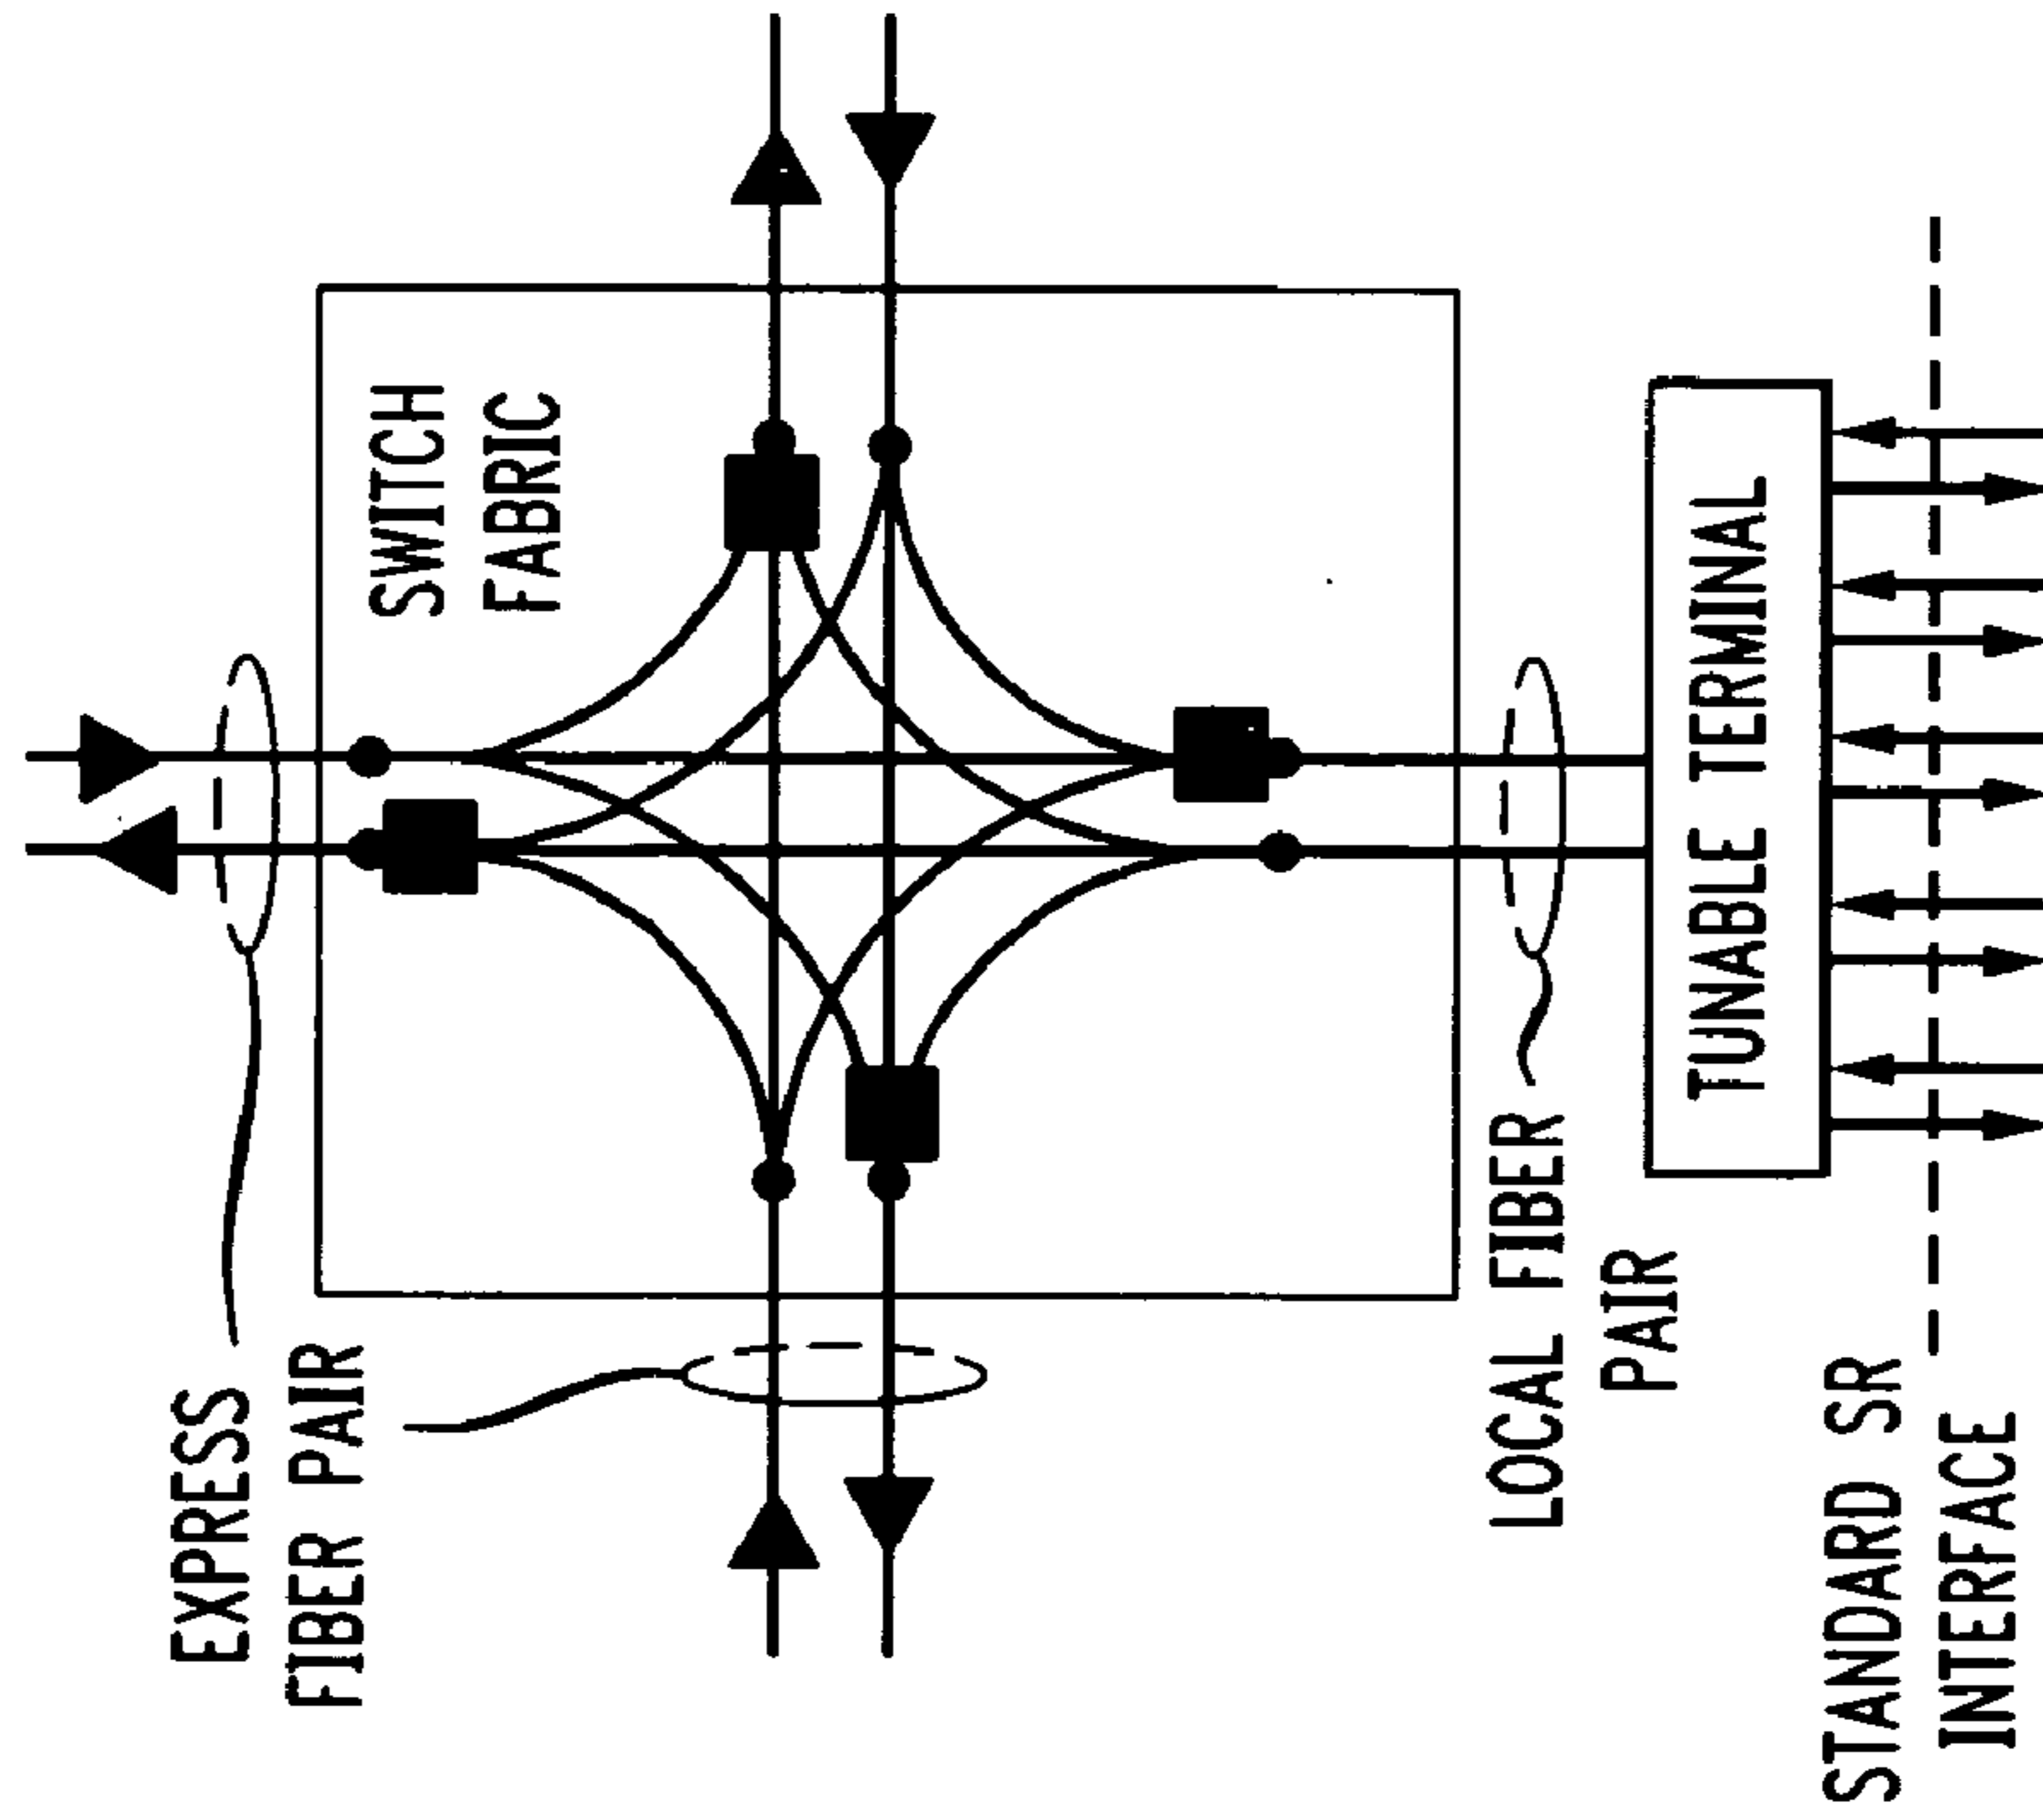 EXPRESS
FIBER PAIR
SWITCH
FABRIC
LOCAL FIBER
PAIR
TUNABLE TERMINAL
STANDARD SR
INTERFACE